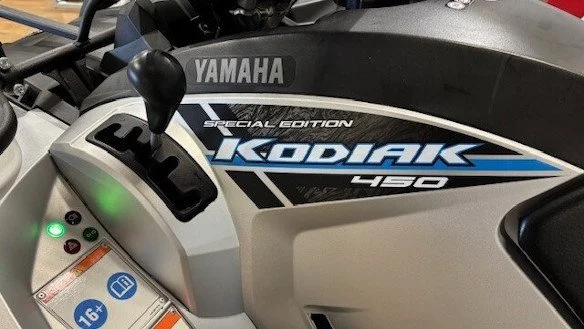 YAMAHA
SPECIAL EDITION
KODIAK
450
16+